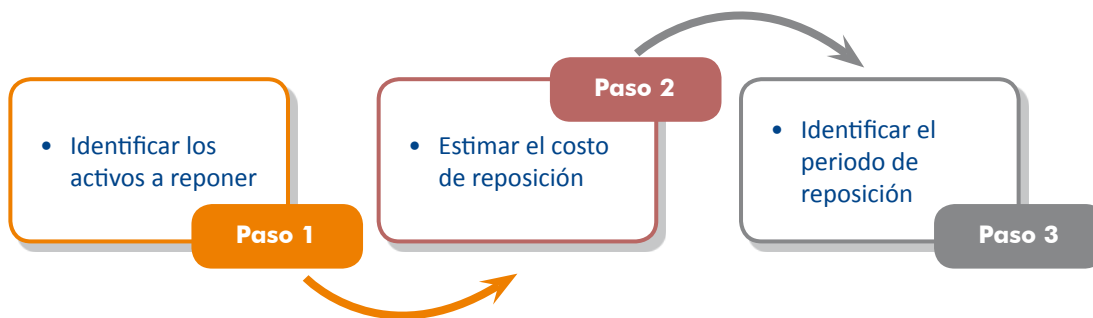 • Identificar los
activos a reponer
Paso 1
Paso 2
• Estimar el costo
de reposición
• Identificar el
periodo de
reposición
Paso 3